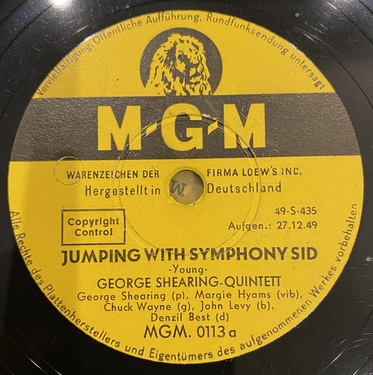 Vervielfältigung, Öffentliche Aufführung, Rundfunksendung untersagt
M-G-M
WARENZEICHEN DER FIRMA LOEW'S INC.
Hergestellt in Deutschland
49-S-435
Copyright
Control
Aufgen.: 27.12.49
JUMPING WITH SYMPHONY SID
-Young-
GEORGE SHEARING-QUINTETT
George Shearing (p), Margie Hyams (vib),
Chuck Wayne (g), John Levy (b),
Denzil Best (d)
MGM. 0113 a
Alle Rechte des Plattenherstellers und Eigentümers des aufgenommenen Werkes vorbehalten